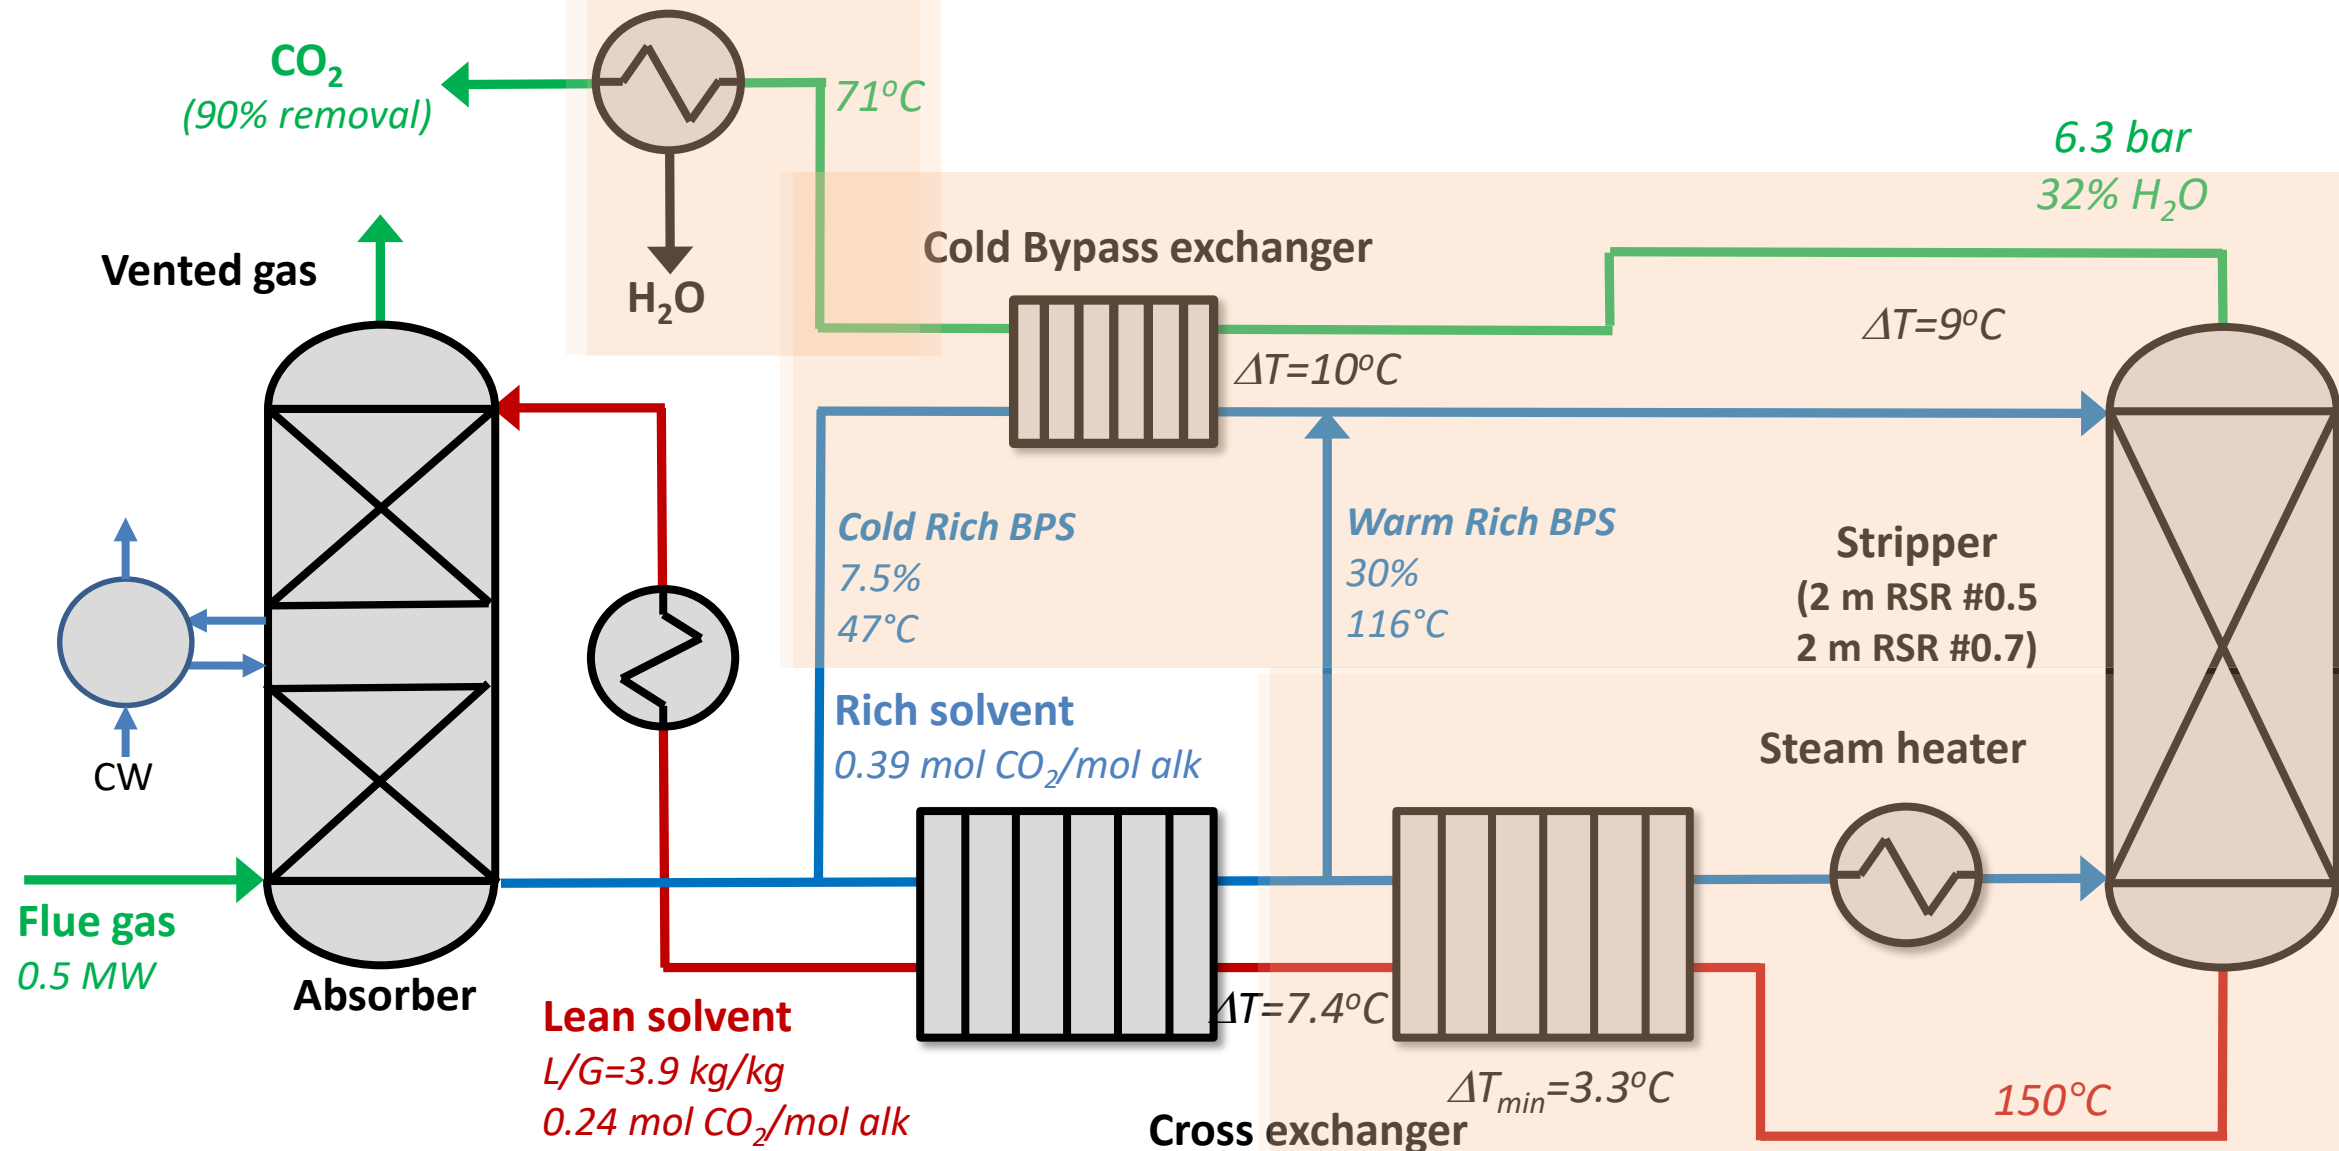 CO₂
(90% removal)
71°C
6.3 bar
32% H₂O
Cold Bypass exchanger
Vented gas
H₂O
ΔT=9°C
ΔT=10°C
Cold Rich BPS
7.5%
47°C
Warm Rich BPS
30%
116°C
Stripper
(2 m RSR #0.5
2 m RSR #0.7)
Rich solvent
0.39 mol CO₂/mol alk
Steam heater
CW
Flue gas
0.5 MW
Absorber
Lean solvent
L/G=3.9 kg/kg
0.24 mol CO₂/mol alk
ΔT=7.4°C
ΔTmin=3.3°C
Cross exchanger
150°C